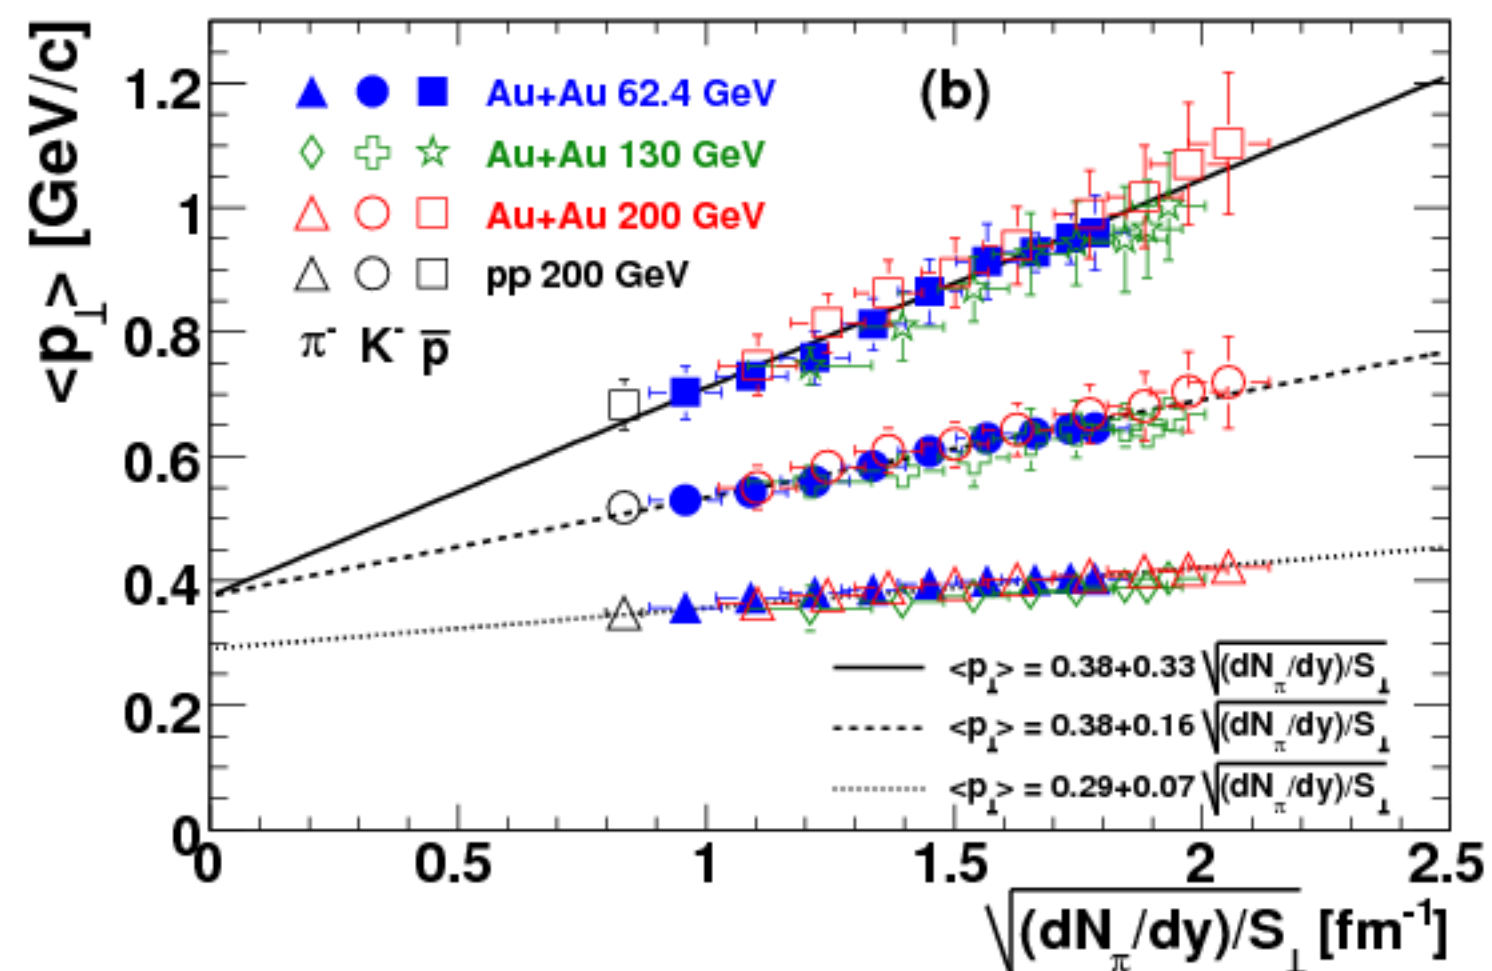 <p⊥> [GeV/c]
1.2
1
0.8
0.6
0.4
0.2
0
(b)
Au+Au 62.4 GeV
Au+Au 130 GeV
Au+Au 200 GeV
pp 200 GeV
π⁻ K⁻ p̅
<p⊥> = 0.38+0.33 √(dNπ/dy)/S⊥
<p⊥> = 0.38+0.16 √(dNπ/dy)/S⊥
<p⊥> = 0.29+0.07 √(dNπ/dy)/S⊥
0 0.5 1 1.5 2 2.5
√(dNπ/dy)/S⊥ [fm⁻¹]